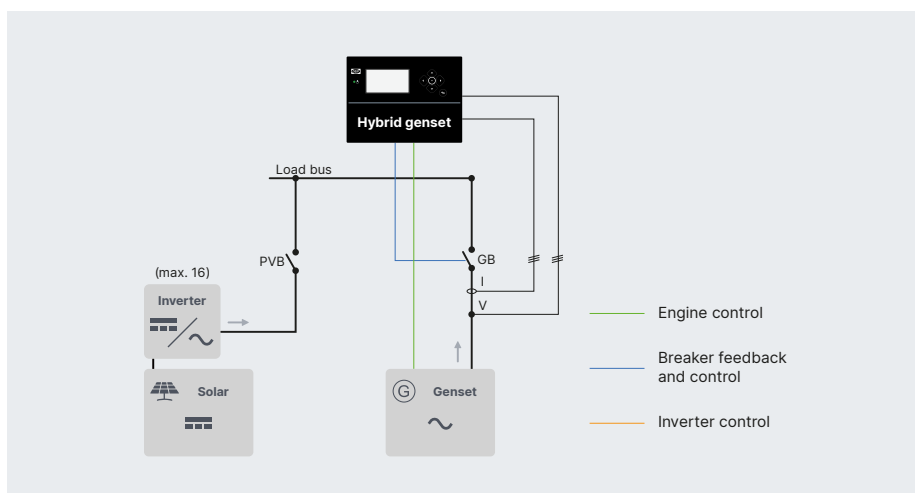 Hybrid genset
Load bus
PVB
GB
(max. 16)
I
Inverter
V
Engine control
Breaker feedback
and control
Solar
G
Genset
Inverter control